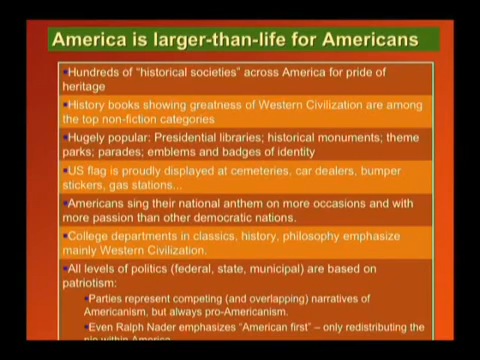 America is larger-than-life for Americans
▪Hundreds of "historical societies" across America for pride of
heritage
▪History books showing greatness of Western Civilization are among
the top non-fiction categories
▪Hugely popular: Presidential libraries; historical monuments; theme
parks; parades; emblems and badges of identity
▪US flag is proudly displayed at cemeteries, car dealers, bumper
stickers, gas stations...
▪Americans sing their national anthem on more occasions and with
more passion than other democratic nations.
▪College departments in classics, history, philosophy emphasize
mainly Western Civilization.
▪All levels of politics (federal, state, municipal) are based on
patriotism:
▪Parties represent competing (and overlapping) narratives of
Americanism, but always pro-Americanism.
▪Even Ralph Nader emphasizes "American first" – only redistributing the
pie within America